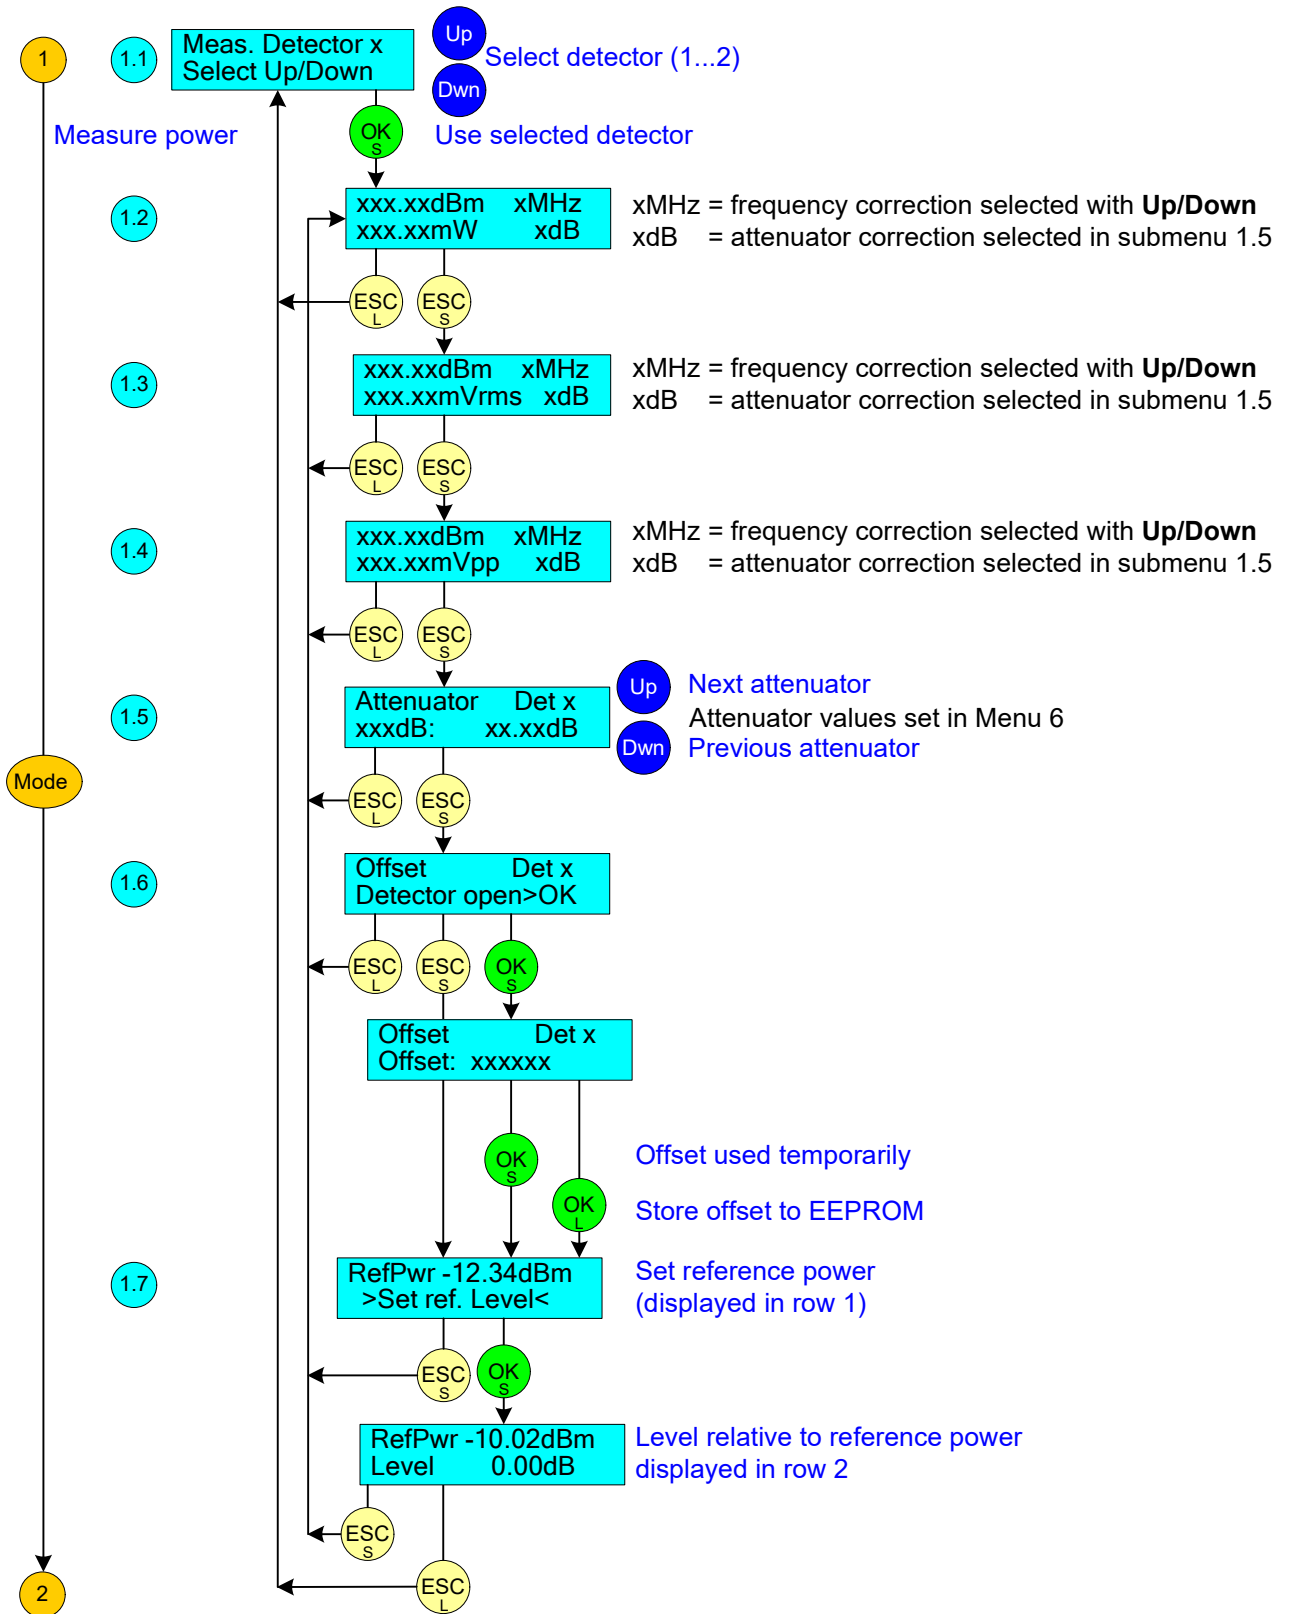 1
1.1
Meas. Detector x
Select Up/Down
Up
Select detector (1...2)
Dwn
Measure power
OK
S
Use selected detector
1.2
xxx.xxdBm xMHz
xxx.xxmW xdB
xMHz = frequency correction selected with Up/Down
xdB = attenuator correction selected in submenu 1.5
ESC
L
ESC
S
1.3
xxx.xxdBm xMHz
xxx.xxmVrms xdB
xMHz = frequency correction selected with Up/Down
xdB = attenuator correction selected in submenu 1.5
ESC
L
ESC
S
1.4
xxx.xxdBm xMHz
xxx.xxmVpp xdB
xMHz = frequency correction selected with Up/Down
xdB = attenuator correction selected in submenu 1.5
ESC
L
ESC
S
1.5
Attenuator Det x
xxxdB: xx.xxdB
Up
Next attenuator
Attenuator values set in Menu 6
Dwn
Previous attenuator
Mode
ESC
L
ESC
S
1.6
Offset Det x
Detector open>OK
ESC
L
ESC
S
OK
S
Offset Det x
Offset: xxxxxx
OK
S
Offset used temporarily
OK
L
Store offset to EEPROM
1.7
RefPwr -12.34dBm
>Set ref. Level<
Set reference power
(displayed in row 1)
ESC
S
OK
S
RefPwr -10.02dBm
Level 0.00dB
Level relative to reference power
displayed in row 2
ESC
S
ESC
L
2